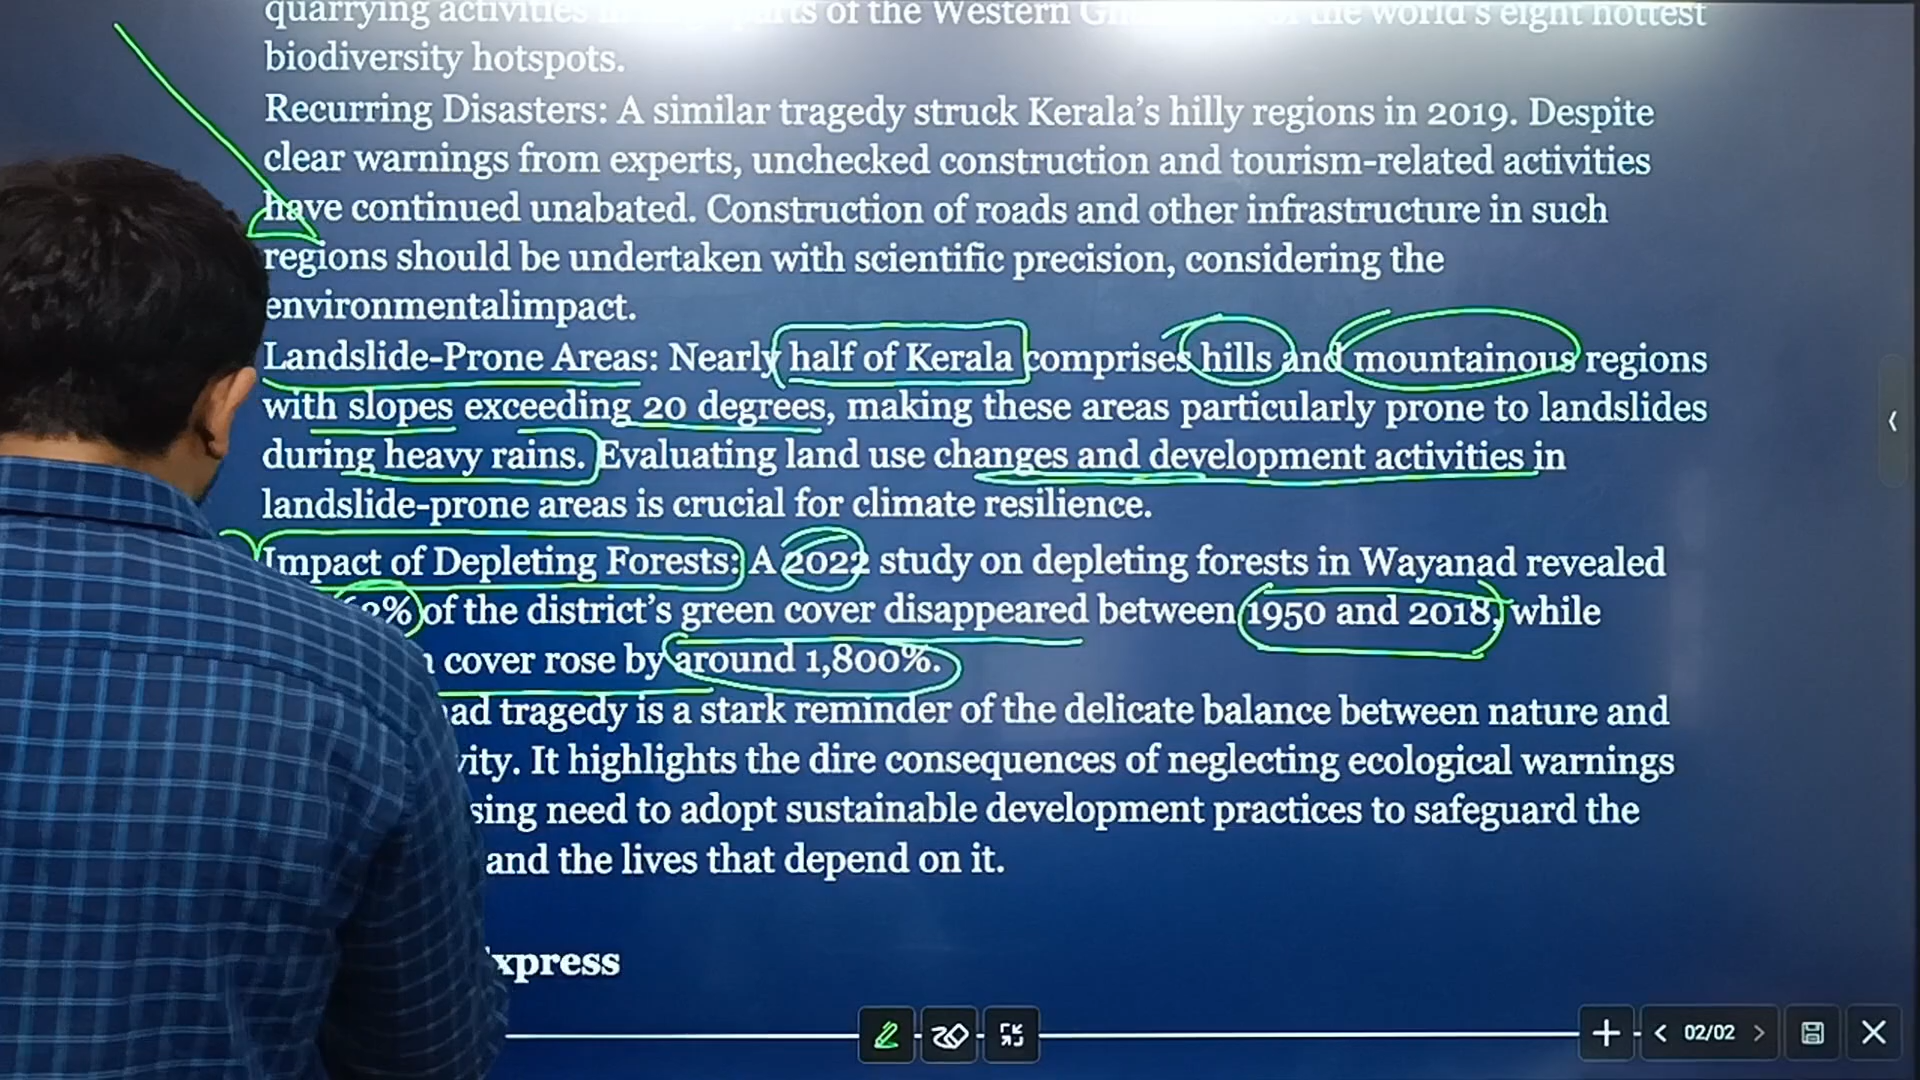 quarrying activities parts of the Western of the world's eight hottest
biodiversity hotspots.
Recurring Disasters: A similar tragedy struck Kerala's hilly regions in 2019. Despite
clear warnings from experts, unchecked construction and tourism-related activities
have continued unabated. Construction of roads and other infrastructure in such
regions should be undertaken with scientific precision, considering the
environmentalimpact.
Landslide-Prone Areas: Nearly half of Kerala comprises hills and mountainous regions
with slopes exceeding 20 degrees, making these areas particularly prone to landslides
during heavy rains. Evaluating land use changes and development activities in
landslide-prone areas is crucial for climate resilience.
Impact of Depleting Forests: A 2022 study on depleting forests in Wayanad revealed
of the district's green cover disappeared between 1950 and 2018, while
cover rose by around 1,800%.
tragedy is a stark reminder of the delicate balance between nature and
It highlights the dire consequences of neglecting ecological warnings
need to adopt sustainable development practices to safeguard the
and the lives that depend on it.
02/02